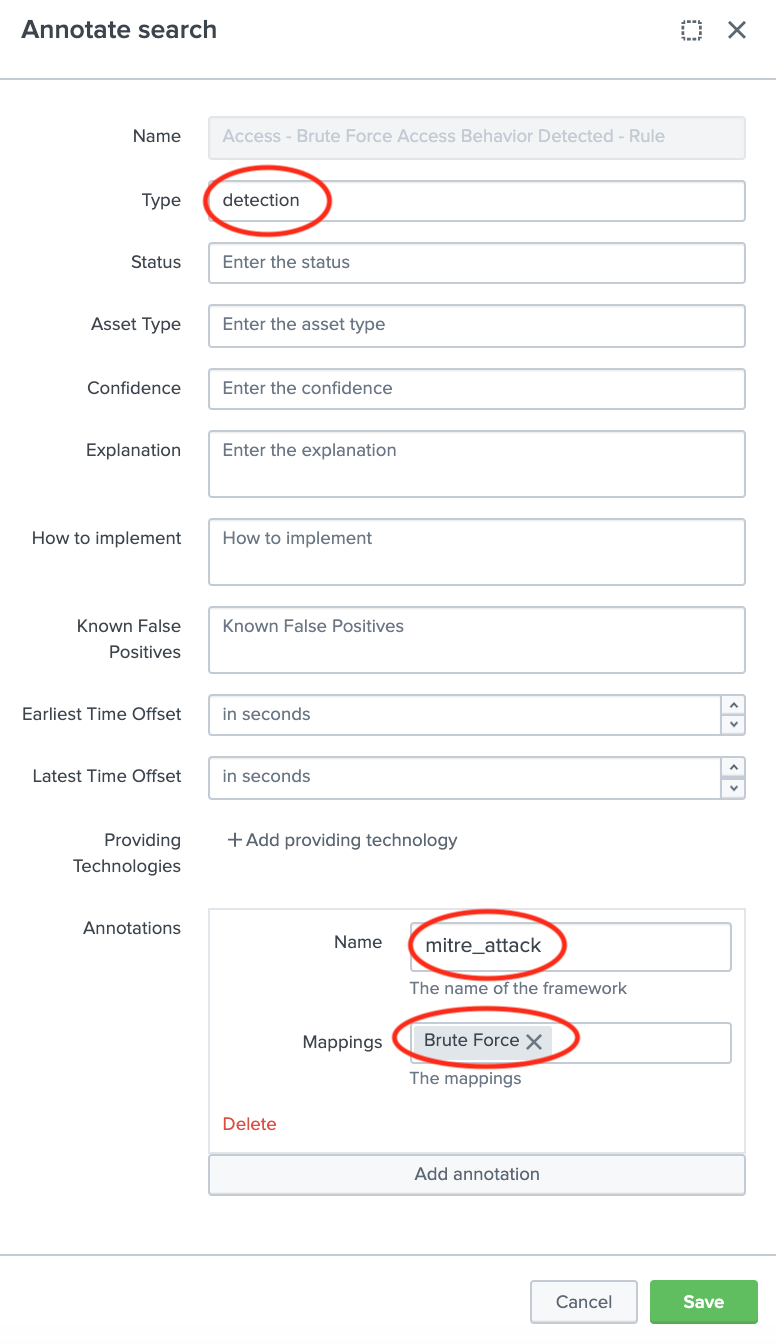 Annotate search
Name
Access - Brute Force Access Behavior Detected - Rule
Type
detection
Status
Enter the status
Asset Type
Enter the asset type
Confidence
Enter the confidence
Explanation
Enter the explanation
How to implement
How to implement
Known False
Positives
Known False Positives
Earliest Time Offset
in seconds
Latest Time Offset
in seconds
Providing
Technologies
Add providing technology
Annotations
Name
mitre_attack
The name of the framework
Mappings
Brute Force
The mappings
Delete
Add annotation
Cancel
Save